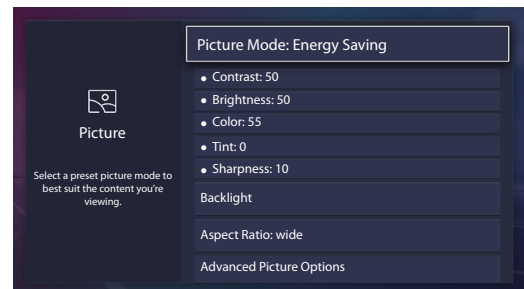 Picture
Select a preset picture mode to
best suit the content you're
viewing.
Picture Mode: Energy Saving
• Contrast: 50
• Brightness: 50
• Color: 55
• Tint: 0
• Sharpness: 10
Backlight
Aspect Ratio: wide
Advanced Picture Options